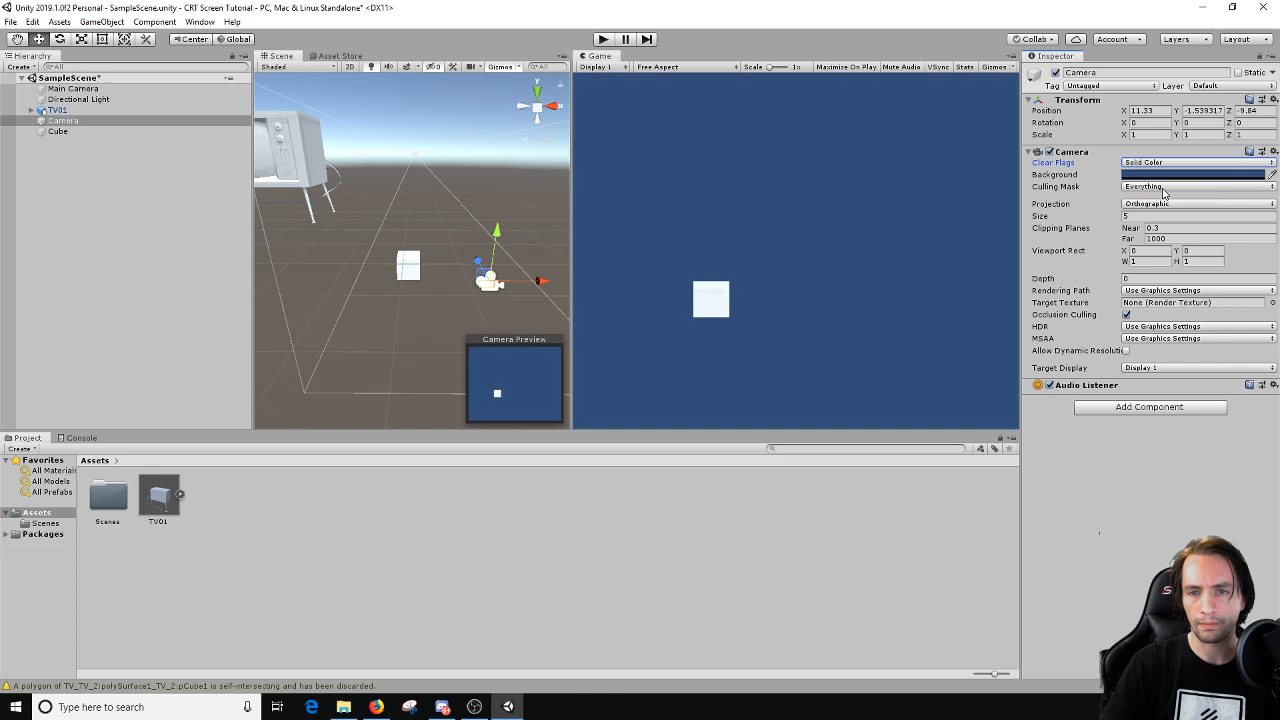 Unity 2019.1.0f2 Personal - SampleScene.unity - CRT Screen Tutorial - PC, Mac & Linux Standalone* <DX11>
File Edit Assets GameObject Component Window Help
Center Global Collab Account Layers Layout
Hierarchy Scene Asset Store Game Inspector
Create All Shaded 2D 0 Gizmos All Display 1 Free Aspect Scale 1x Maximize On Play Mute Audio VSync Stats Gizmos
Camera Static
Tag Untagged Layer Default
SampleScene*
Main Camera
Directional Light
TV01
Camera
Cube
y
x
Camera Preview
Transform
Position X 11.33 Y -1.539317 Z -9.84
Rotation X 0 Y 0 Z 0
Scale X 1 Y 1 Z 1
Camera
Clear Flags Solid Color
Background
Culling Mask Everything
Projection Orthographic
Size 5
Clipping Planes Near 0.3
Far 1000
Viewport Rect X 0 Y 0
W 1 H 1
Depth 0
Rendering Path Use Graphics Settings
Target Texture None (Render Texture)
Occlusion Culling
HDR Use Graphics Settings
MSAA Use Graphics Settings
Allow Dynamic Resoluti
Target Display Display 1
Audio Listener
Add Component
Project Console
Create
Favorites
All Materials
All Models
All Prefabs
Assets
Scenes
Packages
Assets
Scenes TV01
A polygon of TV_TV_2:polySurface1_TV_2:pCube1 is self-intersecting and has been discarded.
Type here to search